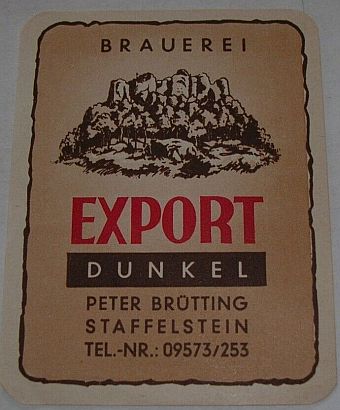 BRAUEREI
EXPORT
DUNKEL
PETER BRÜTTING
STAFFELSTEIN
TEL.-NR.: 09573/253